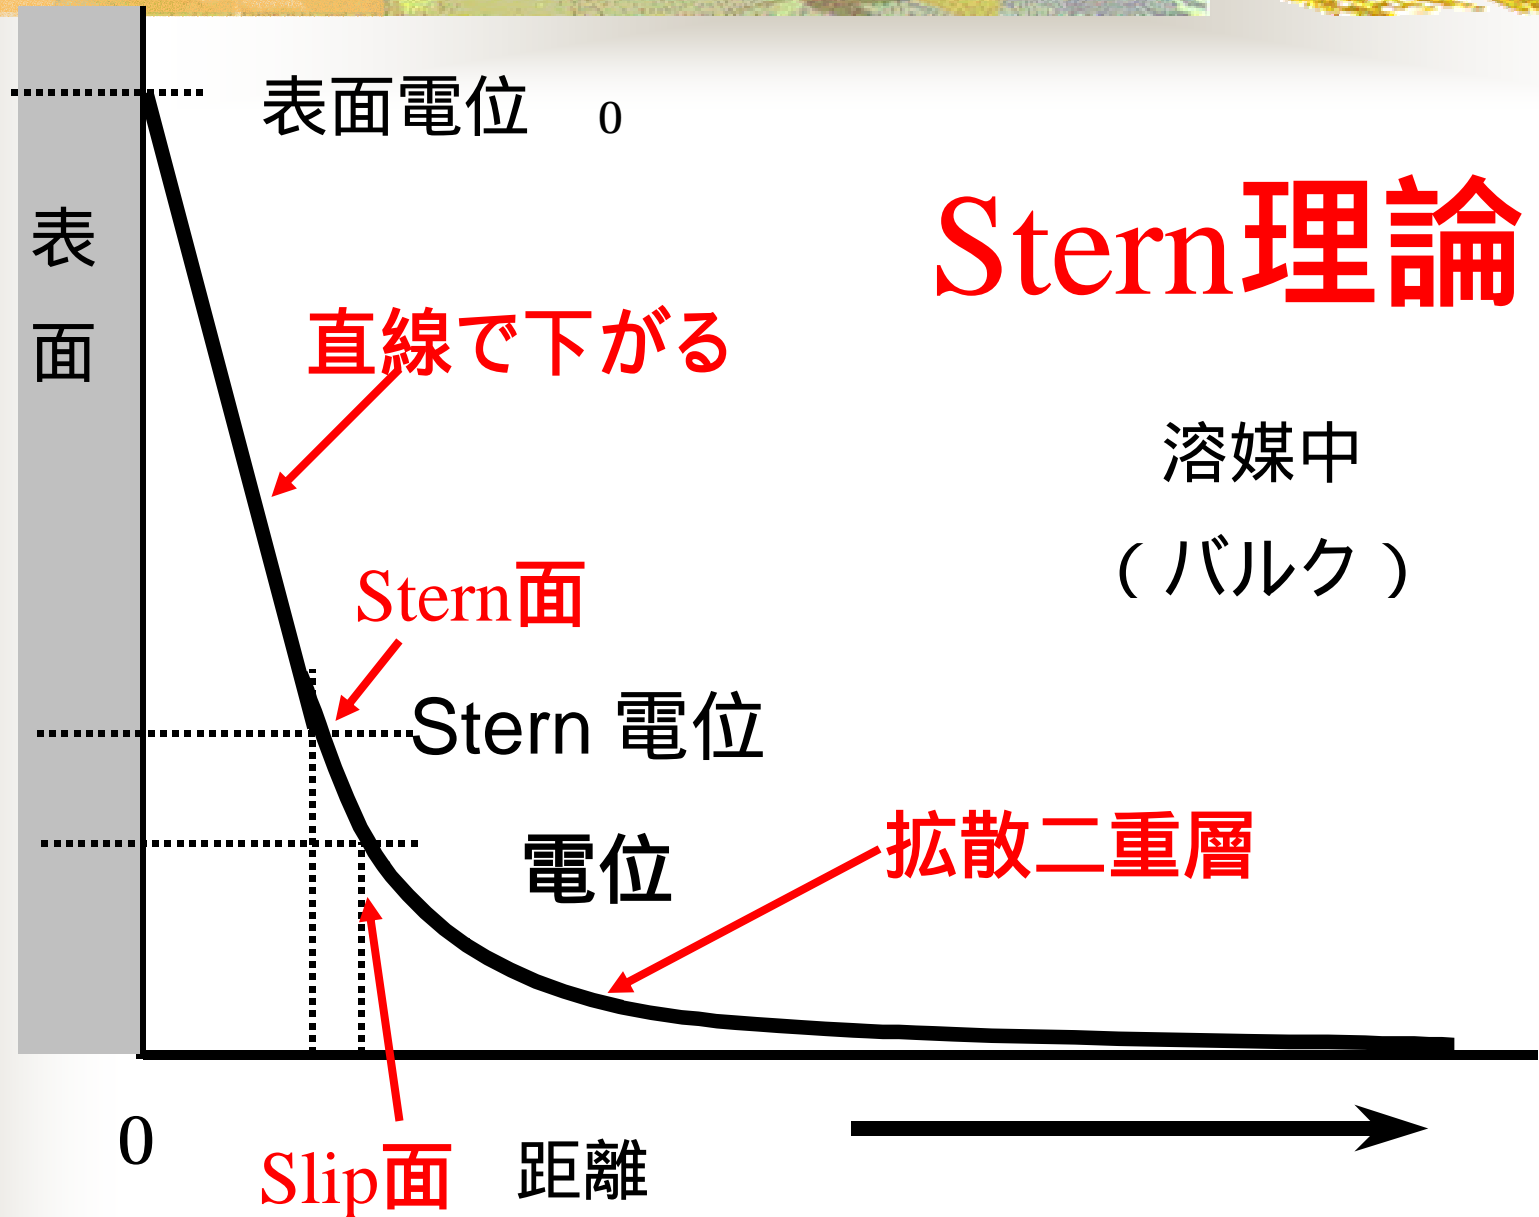 表面電位 0
Stern理論
表
面
直線で下がる
溶媒中
(バルク)
Stern面
Stern 電位
電位
拡散二重層
0
Slip面
距離